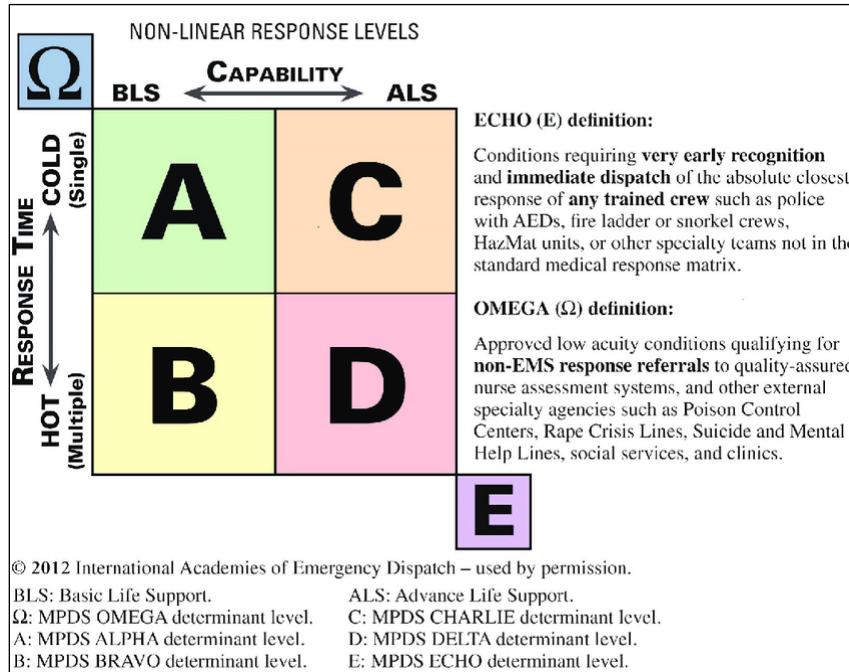 NON-LINEAR RESPONSE LEVELS
Ω
CAPABILITY
BLS
ALS
RESPONSE TIME
COLD
(Single)
HOT
(Multiple)
A
C
B
D
E
ECHO (E) definition:
Conditions requiring very early recognition
and immediate dispatch of the absolute closest
response of any trained crew such as police
with AEDs, fire ladder or snorkel crews,
HazMat units, or other specialty teams not in the
standard medical response matrix.
OMEGA (Ω) definition:
Approved low acuity conditions qualifying for
non-EMS response referrals to quality-assured
nurse assessment systems, and other external
specialty agencies such as Poison Control
Centers, Rape Crisis Lines, Suicide and Mental
Help Lines, social services, and clinics.
© 2012 International Academies of Emergency Dispatch – used by permission.
BLS: Basic Life Support.
Ω: MPDS OMEGA determinant level.
A: MPDS ALPHA determinant level.
B: MPDS BRAVO determinant level.
ALS: Advance Life Support.
C: MPDS CHARLIE determinant level.
D: MPDS DELTA determinant level.
E: MPDS ECHO determinant level.